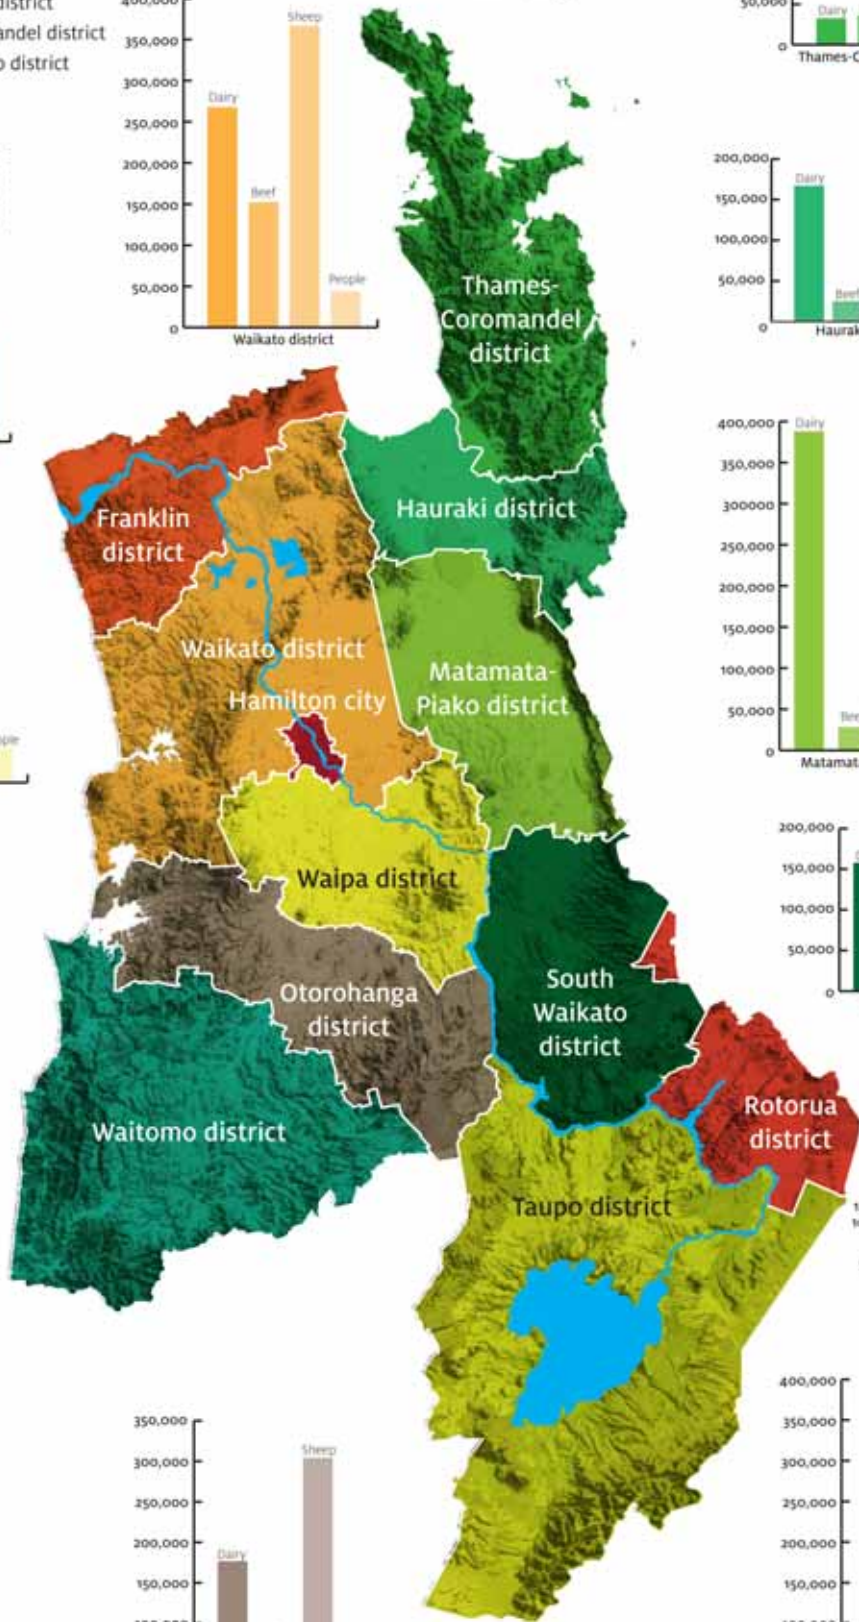 district
andel district
o district
400,000
350,000
300,000
250,000
200,000
150,000
100,000
50,000
0
Dairy
Beef
Sheep
People
Waikato district
50,000
0
Dairy
Thames-C
200,000
150,000
100,000
50,000
0
Dairy
Beef
Haurak
400,000
350,000
300000
250,000
200,000
150,000
100,000
50,000
0
Dairy
Bee
Matamat
200,000
150,000
100,000
50,000
0
Thames-
Coromandel
district
Hauraki district
Franklin
district
Waikato district
Hamilton city
Matamata-
Piako district
ople
Waipa district
Otorohanga
district
South
Waikato
district
Waitomo district
Rotorua
district
Taupo district
350,000
300,000
250,000
200,000
150,000
Dairy
Sheep
400,000
350,000
300,000
250,000
200,000
150,000